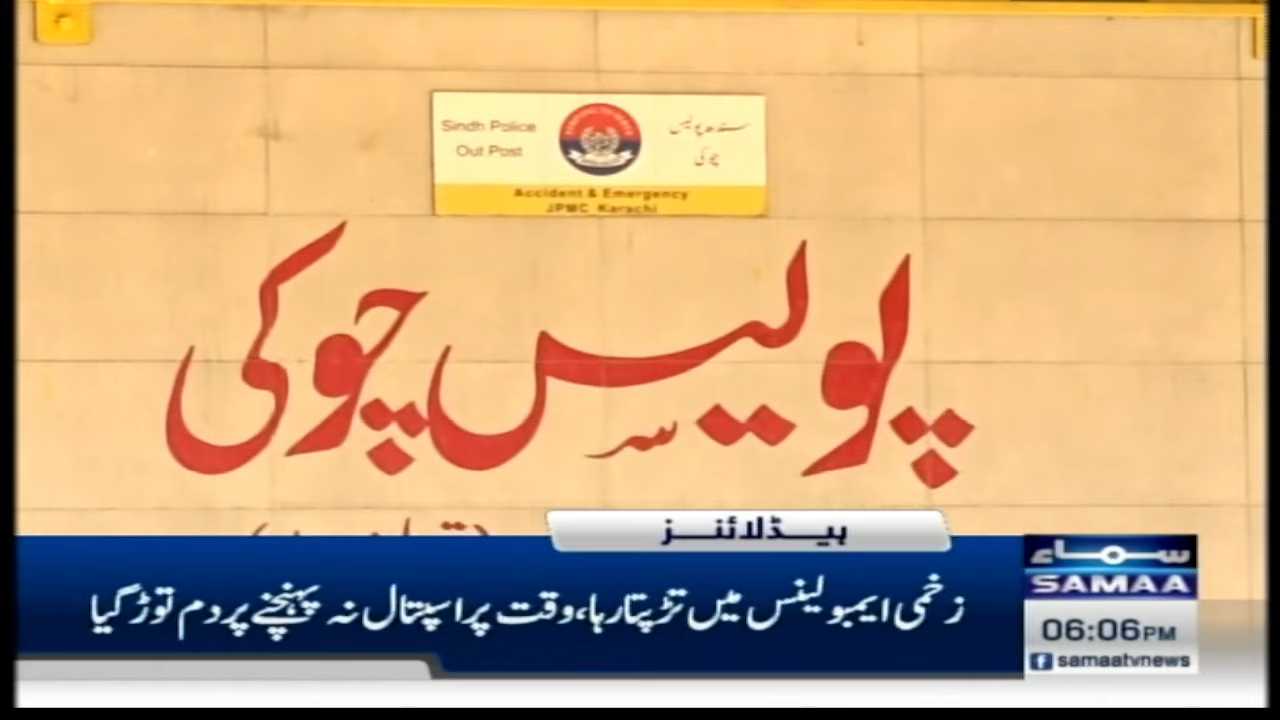 Sindh Police
Out Post
سندھ پولیس
چوکی
Accident & Emergency
JPMC Karachi
پولیس چوکی
ہیڈلائنز
زخمی ایمبولینس میں تڑپتا رہا، وقت پر اسپتال نہ پہنچنے پر دم توڑ گیا
سماء
SAMAA
06:06PM
samaatvnews